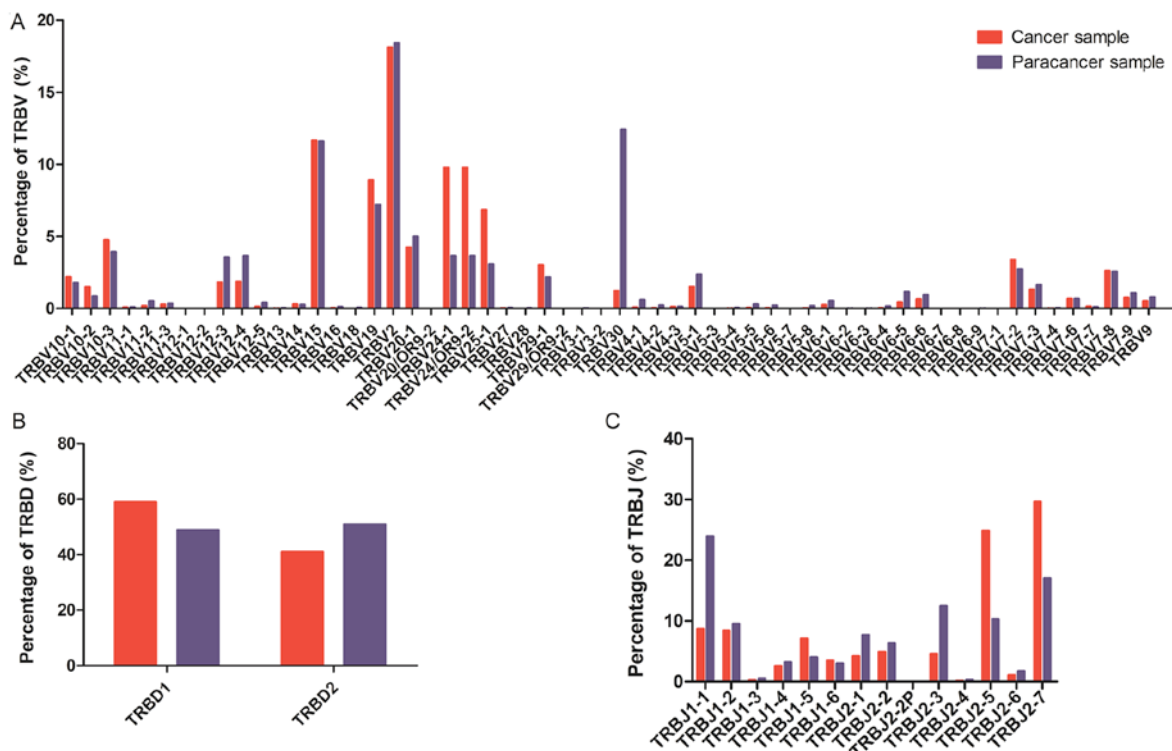 A
Percentage of TRBV (%)
20
15
10
5
0
Cancer sample
Paracancer sample
TRBV10-1
TRBV10-2
TRBV10-3
TRBV11-1
TRBV11-2
TRBV11-3
TRBV12-1
TRBV12-2
TRBV12-3
TRBV12-4
TRBV12-5
TRBV13
TRBV14
TRBV15
TRBV16
TRBV18
TRBV19
TRBV2
TRBV20-1
TRBV20/OR9-2
TRBV24-1
TRBV24/OR9-2
TRBV25-1
TRBV27
TRBV28
TRBV29-1
TRBV29/OR9-2
TRBV3-1
TRBV3-2
TRBV30
TRBV4-1
TRBV4-2
TRBV4-3
TRBV5-1
TRBV5-3
TRBV5-4
TRBV5-5
TRBV5-6
TRBV5-7
TRBV5-8
TRBV6-1
TRBV6-2
TRBV6-3
TRBV6-4
TRBV6-5
TRBV6-6
TRBV6-7
TRBV6-8
TRBV6-9
TRBV7-1
TRBV7-2
TRBV7-3
TRBV7-4
TRBV7-6
TRBV7-7
TRBV7-8
TRBV7-9
TRBV9
B
Percentage of TRBD (%)
80
60
40
20
0
TRBD1
TRBD2
C
Percentage of TRBJ (%)
40
30
20
10
0
TRBJ1-1
TRBJ1-2
TRBJ1-3
TRBJ1-4
TRBJ1-5
TRBJ1-6
TRBJ2-1
TRBJ2-2
TRBJ2-2P
TRBJ2-3
TRBJ2-4
TRBJ2-5
TRBJ2-6
TRBJ2-7